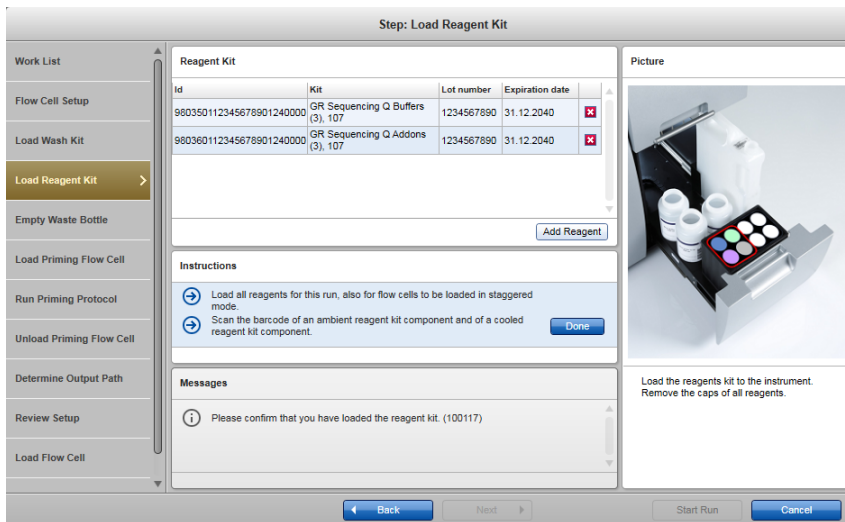 Step: Load Reagent Kit
Work List
Flow Cell Setup
Load Wash Kit
Load Reagent Kit
Empty Waste Bottle
Load Priming Flow Cell
Run Priming Protocol
Unload Priming Flow Cell
Determine Output Path
Review Setup
Load Flow Cell
Reagent Kit
Id Kit Lot number Expiration date
980350112345678901240000 GR Sequencing Q Buffers (3), 107 1234567890 31.12.2040
980360112345678901240000 GR Sequencing Q Addons (3), 107 1234567890 31.12.2040
Add Reagent
Instructions
Load all reagents for this run, also for flow cells to be loaded in staggered
mode.
Scan the barcode of an ambient reagent kit component and of a cooled
reagent kit component.
Done
Messages
Please confirm that you have loaded the reagent kit. (100117)
Picture
Load the reagents kit to the instrument.
Remove the caps of all reagents.
Back Next Start Run Cancel